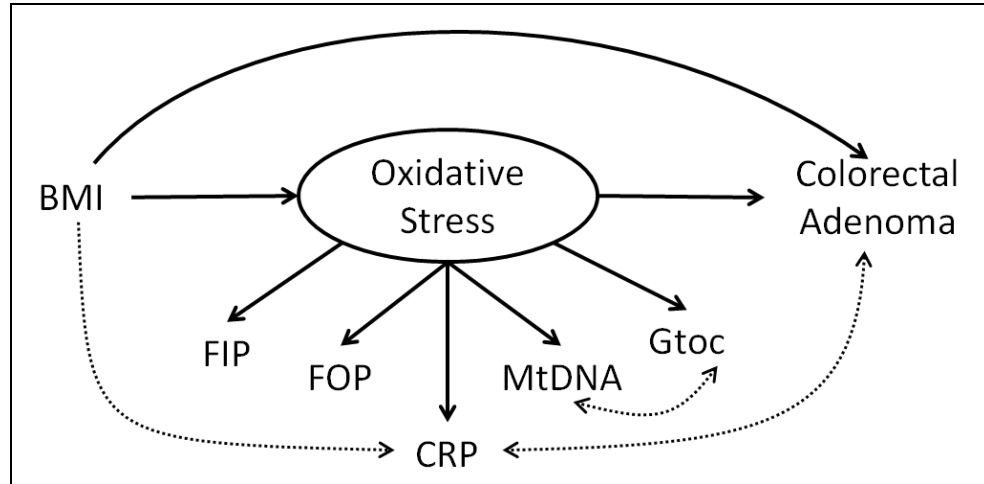 BMI
Oxidative
Stress
Colorectal
Adenoma
FIP
FOP
CRP
MtDNA
Gtoc